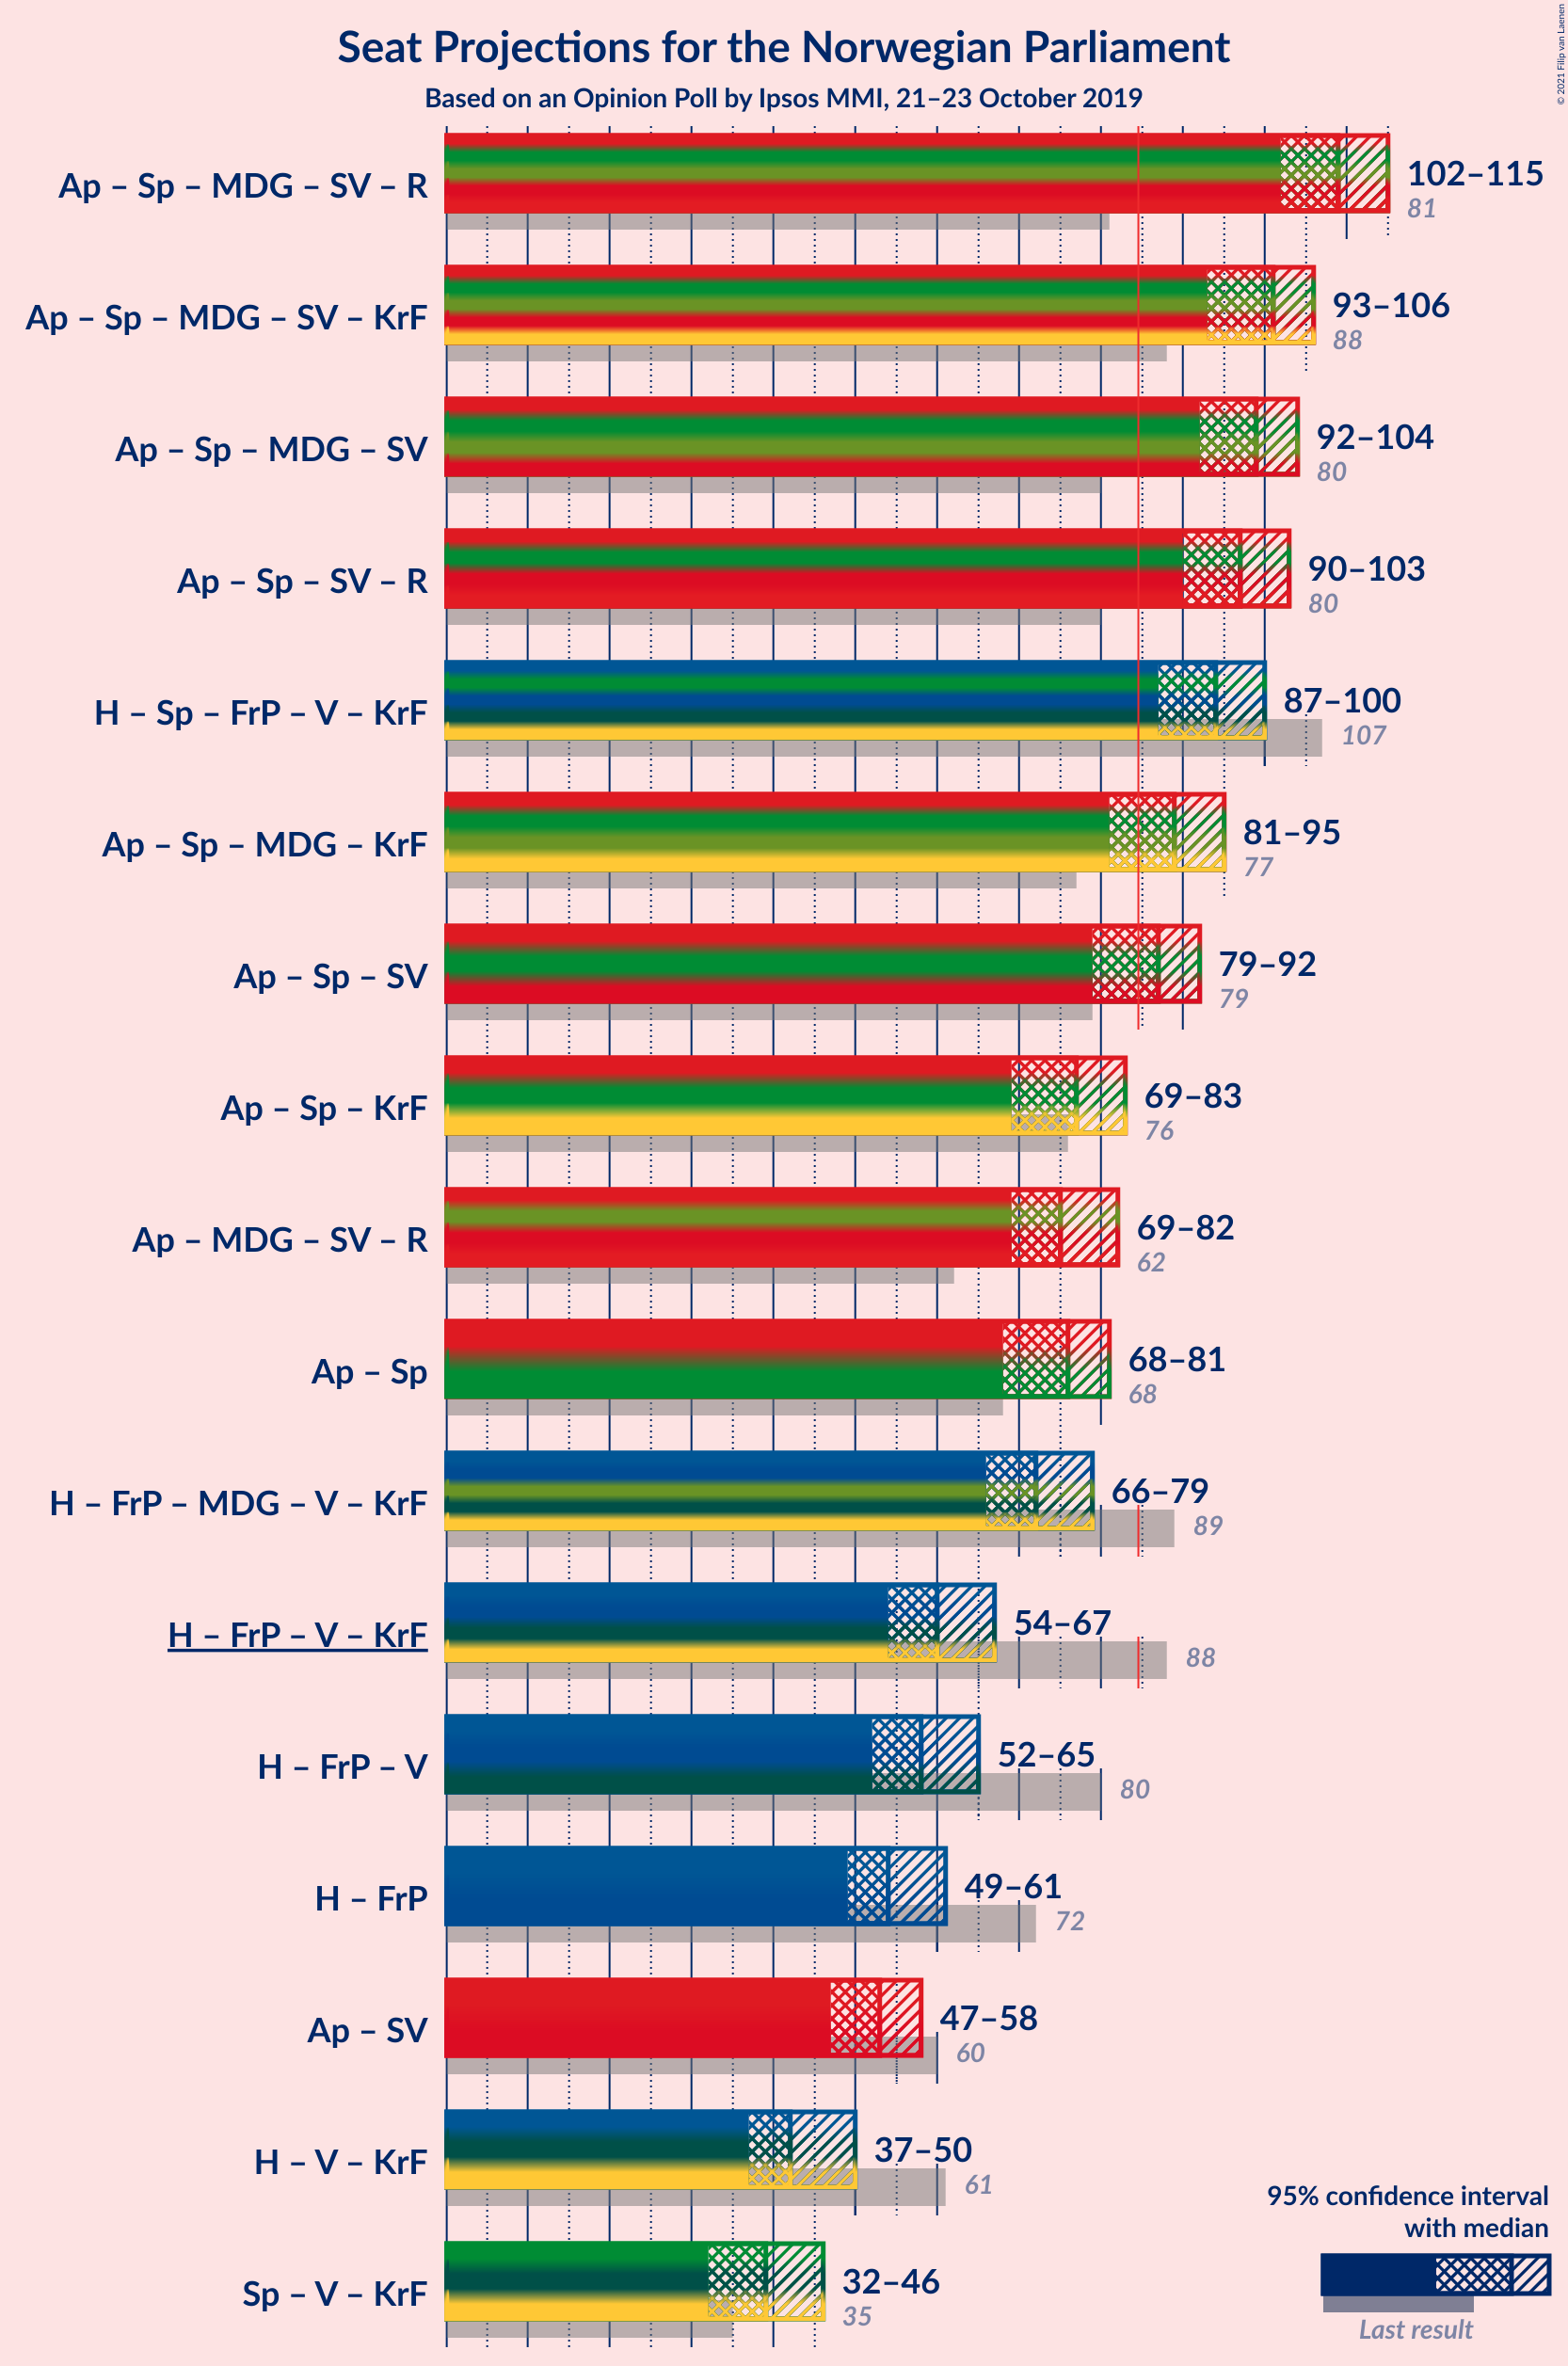 Seat Projections for the Norwegian Parliament
Based on an Opinion Poll by Ipsos MMI, 21–23 October 2019
© 2021 Filip van Laenen
Ap – Sp – MDG – SV – R
102–115
81
Ap – Sp – MDG – SV – KrF
93–106
88
Ap – Sp – MDG – SV
92–104
80
Ap – Sp – SV – R
90–103
80
H – Sp – FrP – V – KrF
87–100
107
Ap – Sp – MDG – KrF
81–95
77
Ap – Sp – SV
79–92
79
Ap – Sp – KrF
69–83
76
Ap – MDG – SV – R
69–82
62
Ap – Sp
68–81
68
H – FrP – MDG – V – KrF
66–79
89
H – FrP – V – KrF
54–67
88
H – FrP – V
52–65
80
H – FrP
49–61
72
Ap – SV
47–58
60
H – V – KrF
37–50
61
Sp – V – KrF
32–46
35
95% confidence interval
with median
Last result